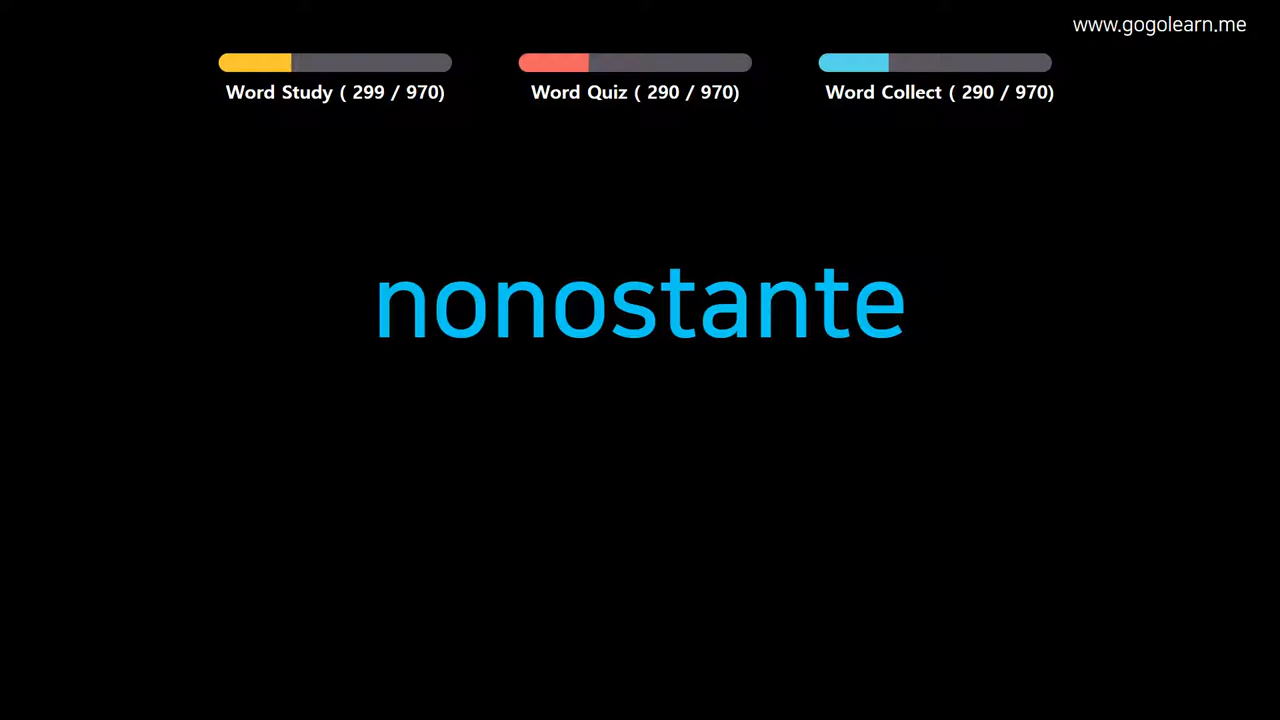 www.gogolearn.me
Word Study ( 299 / 970)
Word Quiz ( 290 / 970)
Word Collect ( 290 / 970)
nonostante